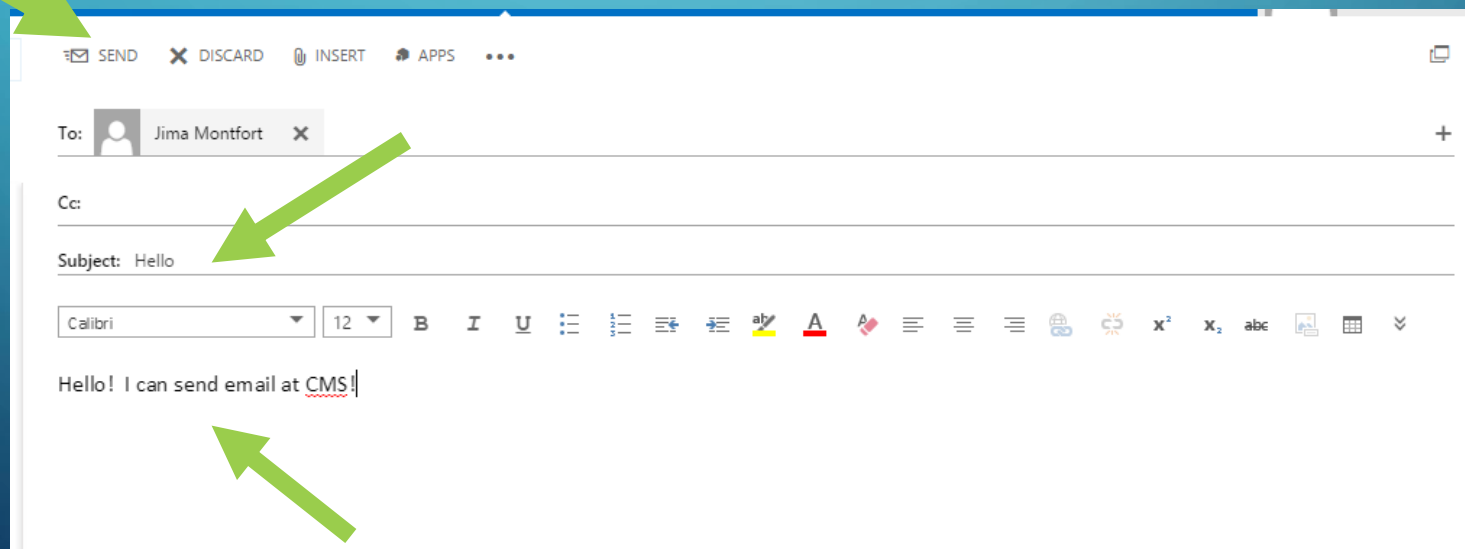 SEND DISCARD INSERT APPS •••
To: Jima Montfort
Cc:
Subject: Hello
Calibri 12 B I U ab A x² x₂ abc
Hello! I can send email at CMS!